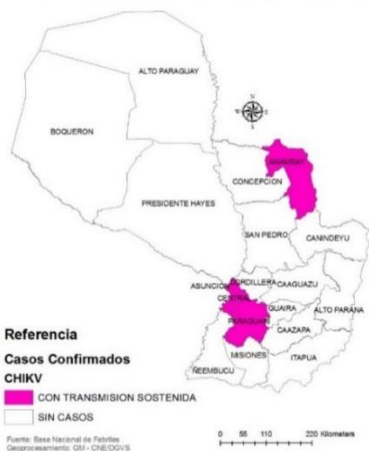 ALTO PARAGUAY
BOQUERON
N
W
E
S
AMAMBAY
CONCEPCION
PRESIDENTE HAYES
SAN PEDRO
CANINDEYU
ASUNCION
CORDILLERA
CAAGUAZU
CENTRAL
ALTO PARANA
GUAIRA
PARAGUARI
CAAZAPA
MISIONES
ITAPUA
ÑEEMBUCU
Referencia
Casos Confirmados
CHIKV
CON TRANSMISION SOSTENIDA
SIN CASOS
Fuente: Base Nacional de Febriles
Geoprocesamiento: GM - CNE/DGVS
0 55 110 220 Kilometers